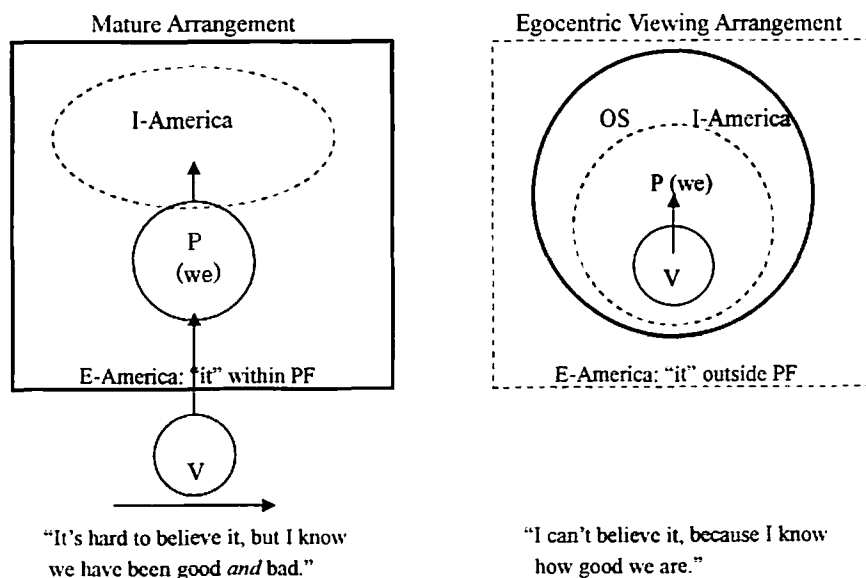 Mature Arrangement
I-America
P
(we)
E-America: "it" within PF
V
"It's hard to believe it, but I know
we have been good and bad."
Egocentric Viewing Arrangement
OS I-America
P (we)
V
E-America: "it" outside PF
"I can't believe it, because I know
how good we are."